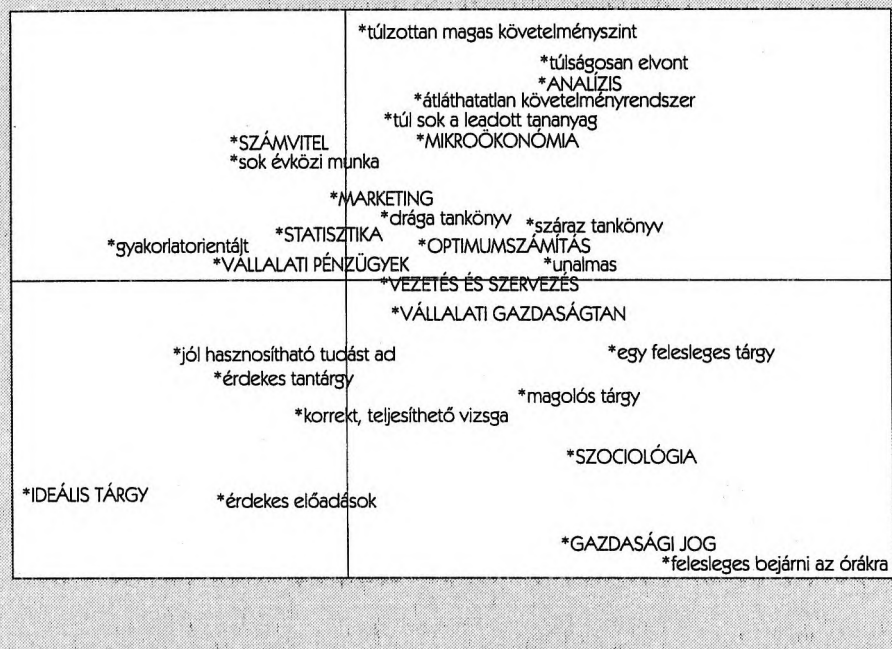 *túlzottan magas követelményszint
*túlságosan elvont
*ANALÍZIS
*átláthatatlan követelményrendszer
*túl sok a leadott tananyag
*SZÁMVITEL
*MIKROÖKONÓMIA
*sok évközi munka
*MARKETING
*drága tankönyv
*száraz tankönyv
*STATISZTIKA
*gyakorlatorientájt
*OPTIMUMSZÁMÍTÁS
*VÁLLALATI PÉNZÜGYEK
*unalmas
*VEZETÉS ÉS SZERVEZÉS
*VÁLLALATI GAZDASÁGTAN
*jól hasznosítható tudást ad
*egy felesleges tárgy
*érdekes tantárgy
*magolós tárgy
*korrekt, teljesíthető vizsga
*SZOCIOLÓGIA
*IDEÁLIS TÁRGY
*érdekes előadások
*GAZDASÁGI JOG
*felesleges bejárni az órákra